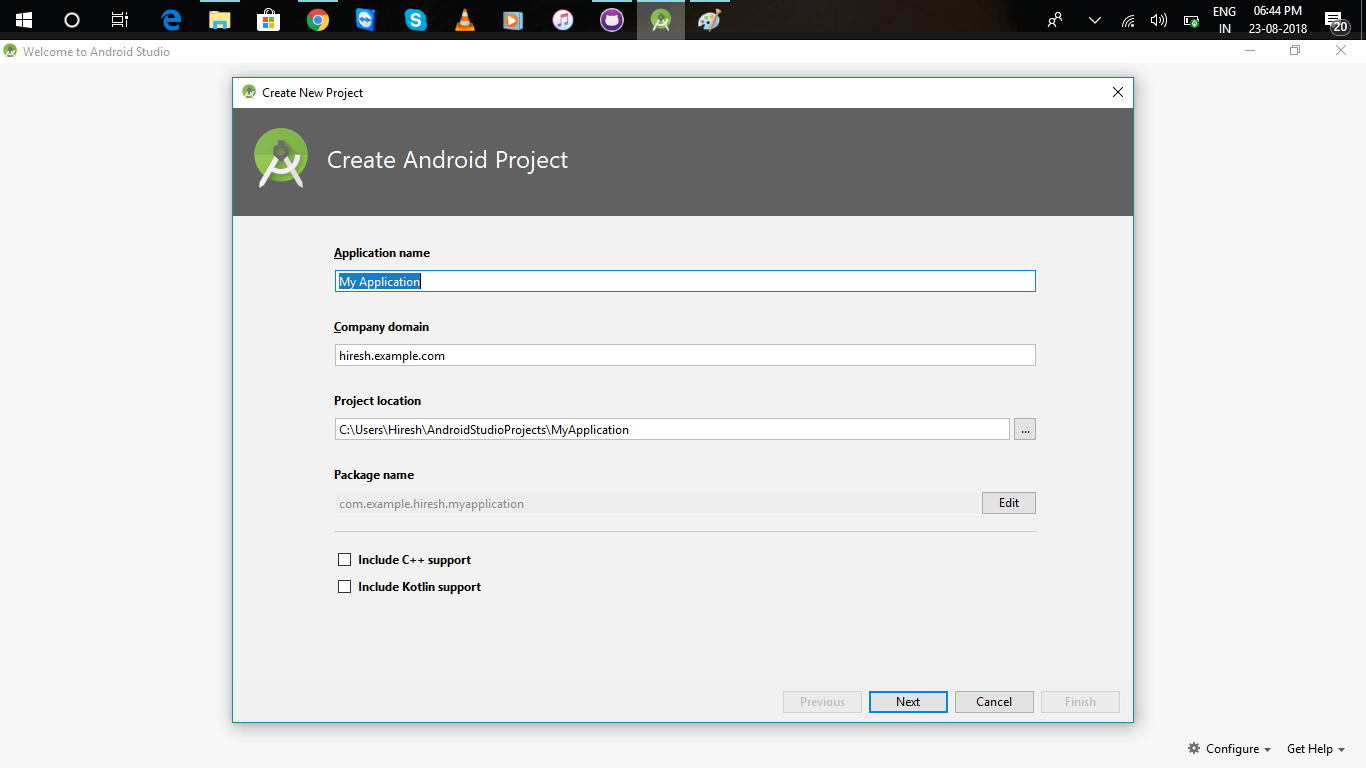 ENG
06:44 PM
IN
23-08-2018
20
Welcome to Android Studio
Create New Project
Create Android Project
Application name
My Application
Company domain
hiresh.example.com
Project location
C:\Users\Hiresh\AndroidStudioProjects\MyApplication
...
Package name
com.example.hiresh.myapplication
Edit
Include C++ support
Include Kotlin support
Previous
Next
Cancel
Finish
Configure
Get Help